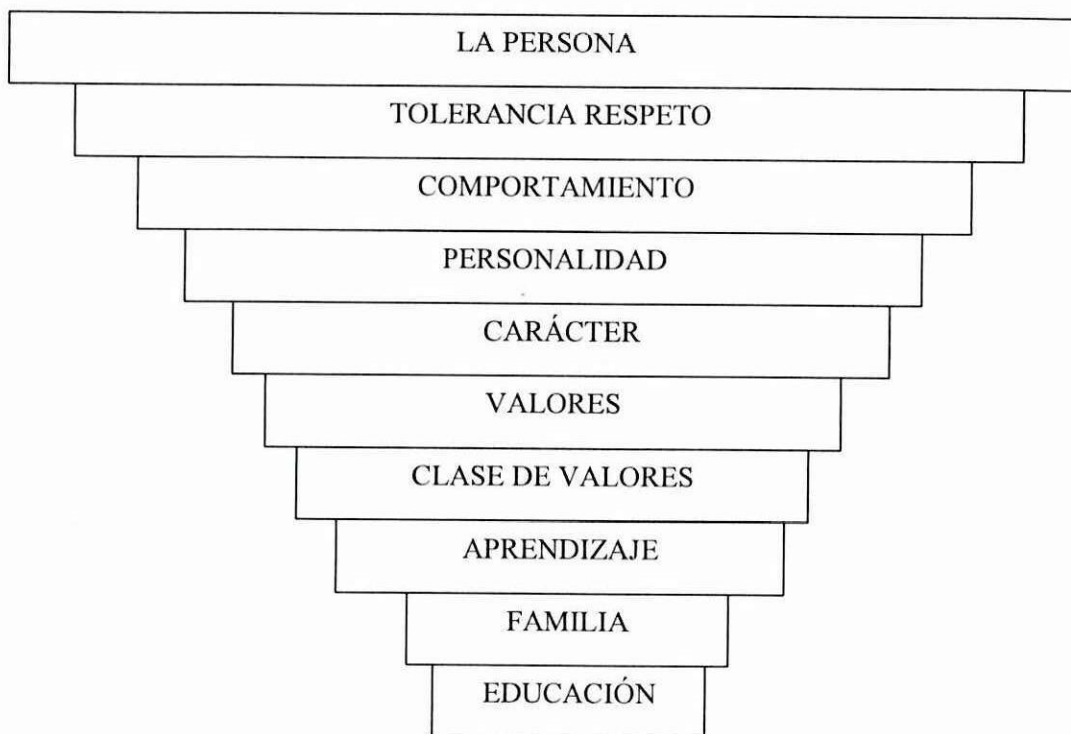 LA PERSONA
TOLERANCIA RESPETO
COMPORTAMIENTO
PERSONALIDAD
CARÁCTER
VALORES
CLASE DE VALORES
APRENDIZAJE
FAMILIA
EDUCACIÓN